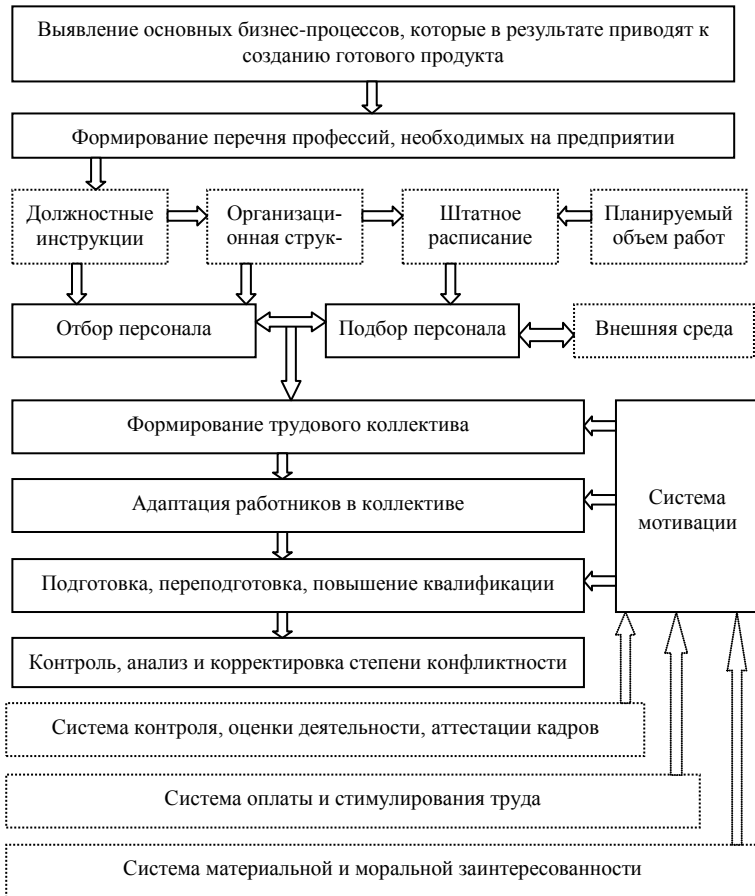 Выявление основных бизнес-процессов, которые в результате приводят к
созданию готового продукта
Формирование перечня профессий, необходимых на предприятии
Должностные
инструкции
Организаци-
онная струк-
Штатное
расписание
Планируемый
объем работ
Отбор персонала
Подбор персонала
Внешняя среда
Формирование трудового коллектива
Адаптация работников в коллективе
Подготовка, переподготовка, повышение квалификации
Контроль, анализ и корректировка степени конфликтности
Система
мотивации
Система контроля, оценки деятельности, аттестации кадров
Система оплаты и стимулирования труда
Система материальной и моральной заинтересованности